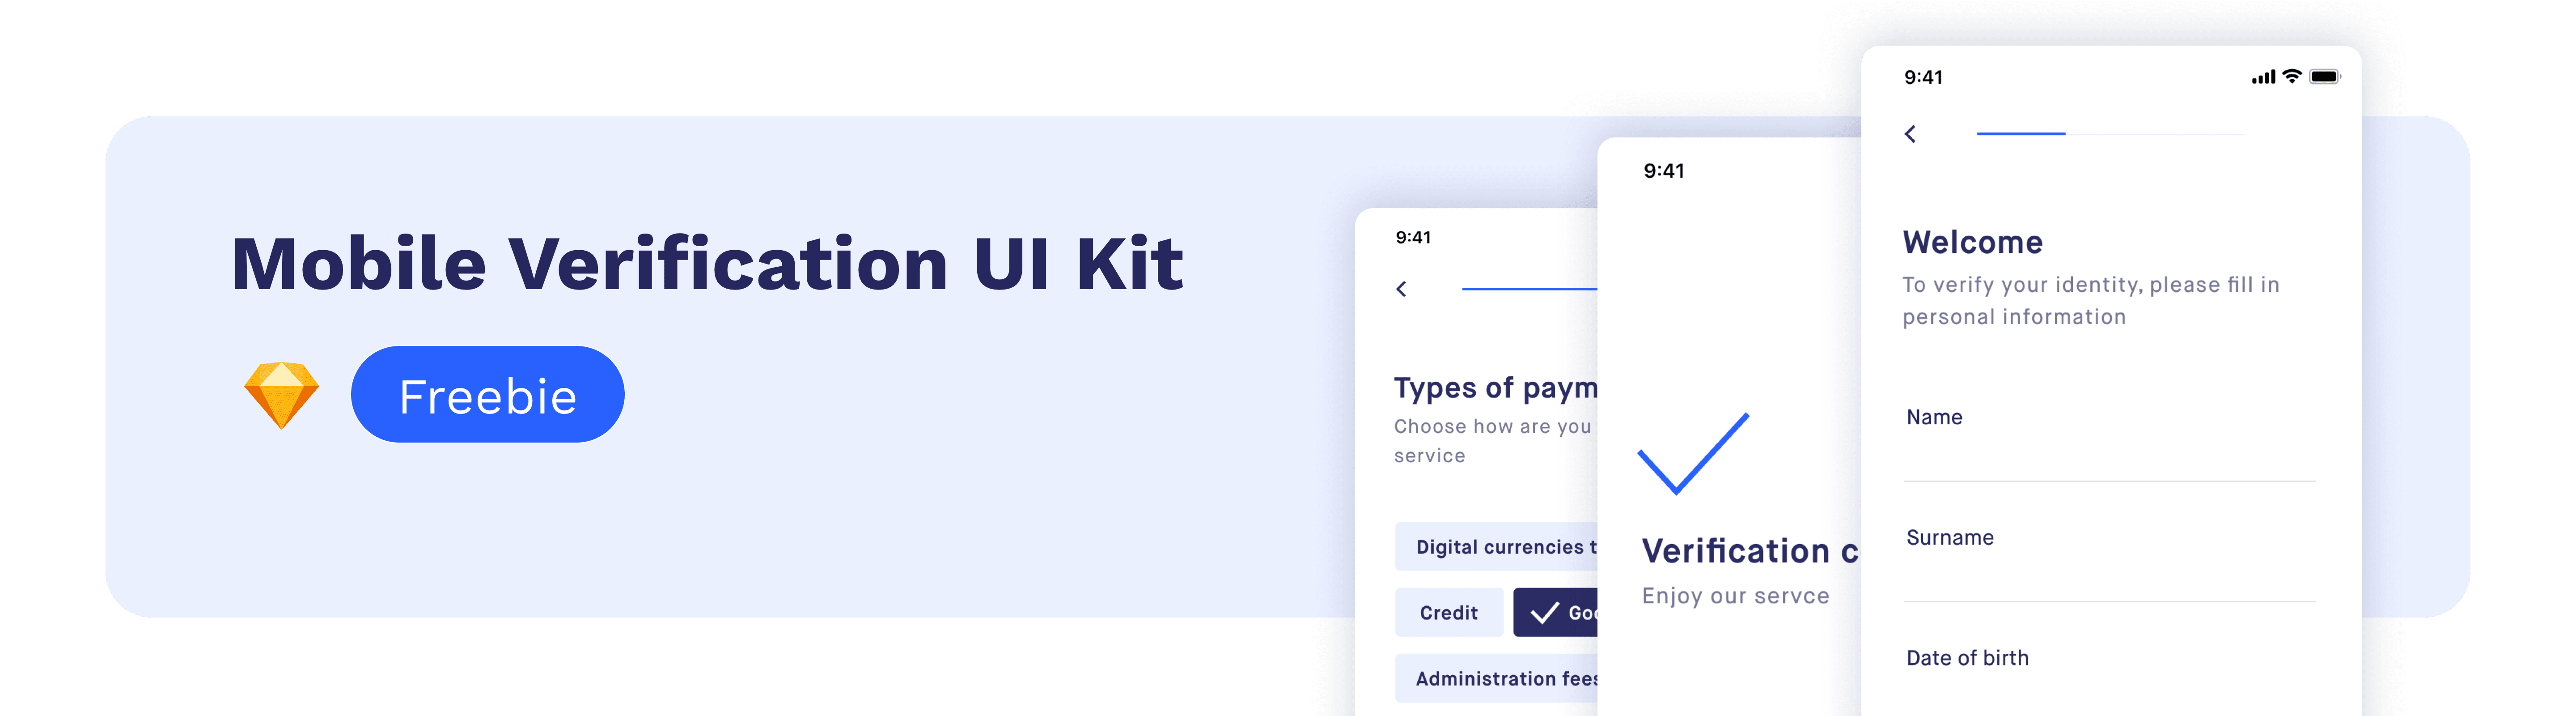 Mobile Verification UI Kit
Freebie
9:41
Types of paym
Choose how are you
service
Digital currencies t
Credit
Administration fees
9:41
Verification c
Enjoy our servce
9:41
Welcome
To verify your identity, please fill in
personal information
Name
Surname
Date of birth